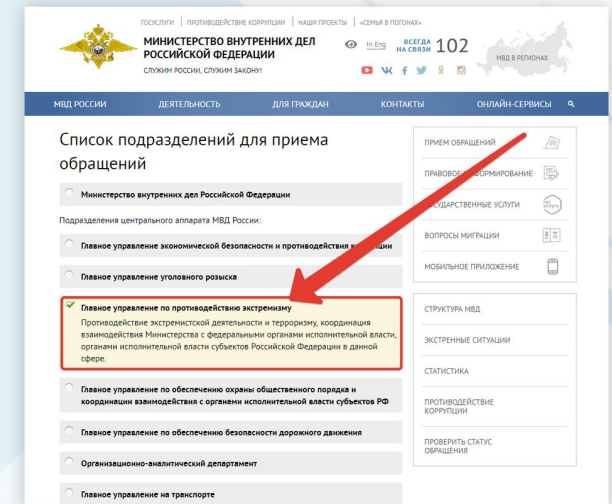 ГОСУСЛУГИ | ПРОТИВОДЕЙСТВИЕ КОРРУПЦИИ | НАШИ ПРОЕКТЫ | «СЕМЬЯ В ПОГОНАХ»
МИНИСТЕРСТВО ВНУТРЕННИХ ДЕЛ
РОССИЙСКОЙ ФЕДЕРАЦИИ
СЛУЖИМ РОССИИ, СЛУЖИМ ЗАКОНУ!
In Eng
ВСЕГДА
НА СВЯЗИ 102
МВД В РЕГИОНАХ
МВД РОССИИ ДЕЯТЕЛЬНОСТЬ ДЛЯ ГРАЖДАН КОНТАКТЫ ОНЛАЙН-СЕРВИСЫ
Список подразделений для приема
обращений
Министерство внутренних дел Российской Федерации
Подразделения центрального аппарата МВД России:
Главное управление экономической безопасности и противодействия коррупции
Главное управление уголовного розыска
Главное управление по противодействию экстремизму
Противодействие экстремистской деятельности и терроризму, координация
взаимодействия Министерства с федеральными органами исполнительной власти,
органами исполнительной власти субъектов Российской Федерации в данной
сфере.
Главное управление по обеспечению охраны общественного порядка и
координации взаимодействия с органами исполнительной власти субъектов РФ
Главное управление по обеспечению безопасности дорожного движения
Организационно-аналитический департамент
Главное управление на транспорте
ПРИЕМ ОБРАЩЕНИЙ
ПРАВОВОЕ
ГОСУДАРСТВЕННЫЕ УСЛУГИ
ВОПРОСЫ МИГРАЦИИ
МОБИЛЬНОЕ ПРИЛОЖЕНИЕ
СТРУКТУРА МВД
ЭКСТРЕННЫЕ СИТУАЦИИ
СТАТИСТИКА
ПРОТИВОДЕЙСТВИЕ
КОРРУПЦИИ
ПРОВЕРИТЬ СТАТУС
ОБРАЩЕНИЯ